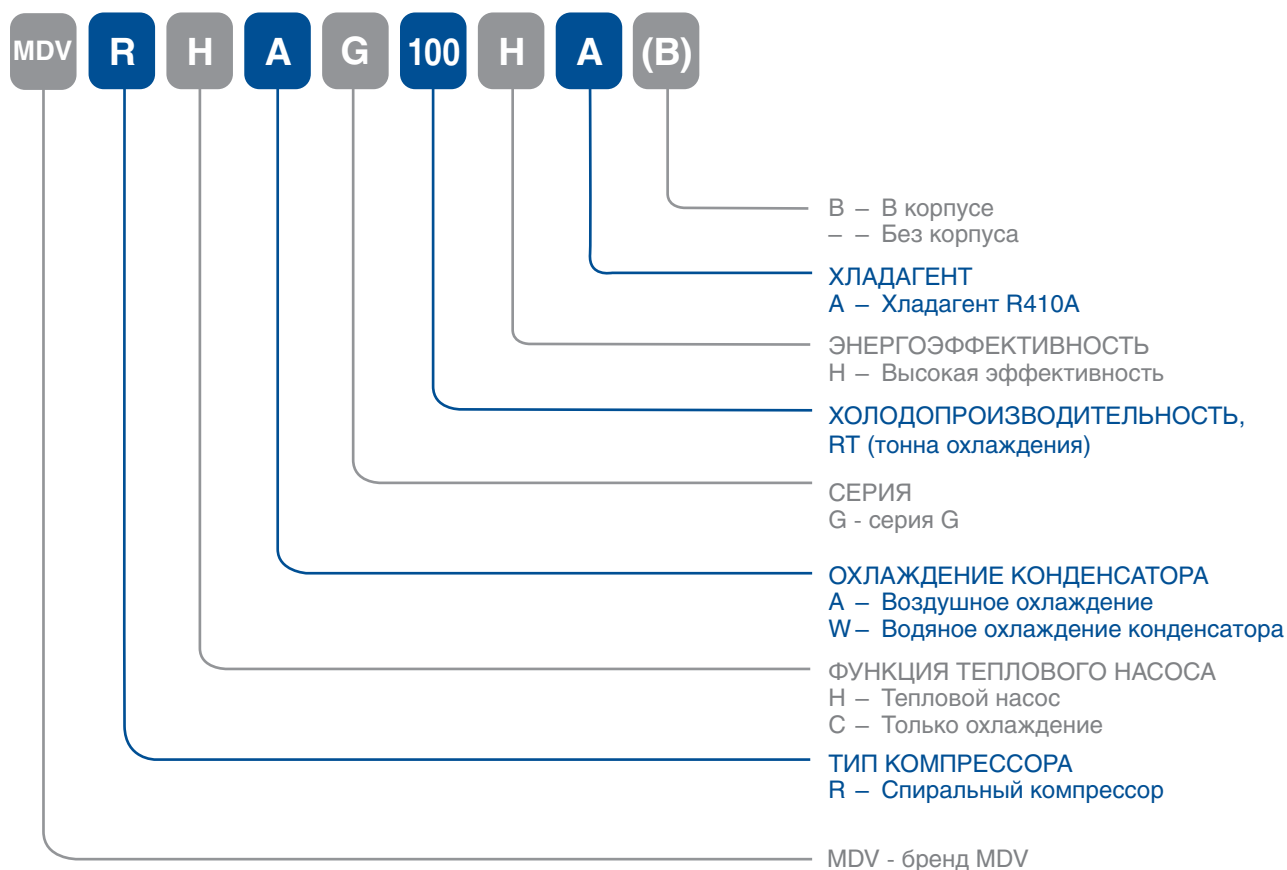 MDV R H A G 100 H A (B)
В – В корпусе
– – Без корпуса
ХЛАДАГЕНТ
А – Хладагент R410A
ЭНЕРГОЭФФЕКТИВНОСТЬ
Н – Высокая эффективность
ХОЛОДОПРОИЗВОДИТЕЛЬНОСТЬ,
RT (тонна охлаждения)
СЕРИЯ
G - серия G
ОХЛАЖДЕНИЕ КОНДЕНСАТОРА
А – Воздушное охлаждение
W – Водяное охлаждение конденсатора
ФУНКЦИЯ ТЕПЛОВОГО НАСОСА
Н – Тепловой насос
С – Только охлаждение
ТИП КОМПРЕССОРА
R – Спиральный компрессор
MDV - бренд MDV